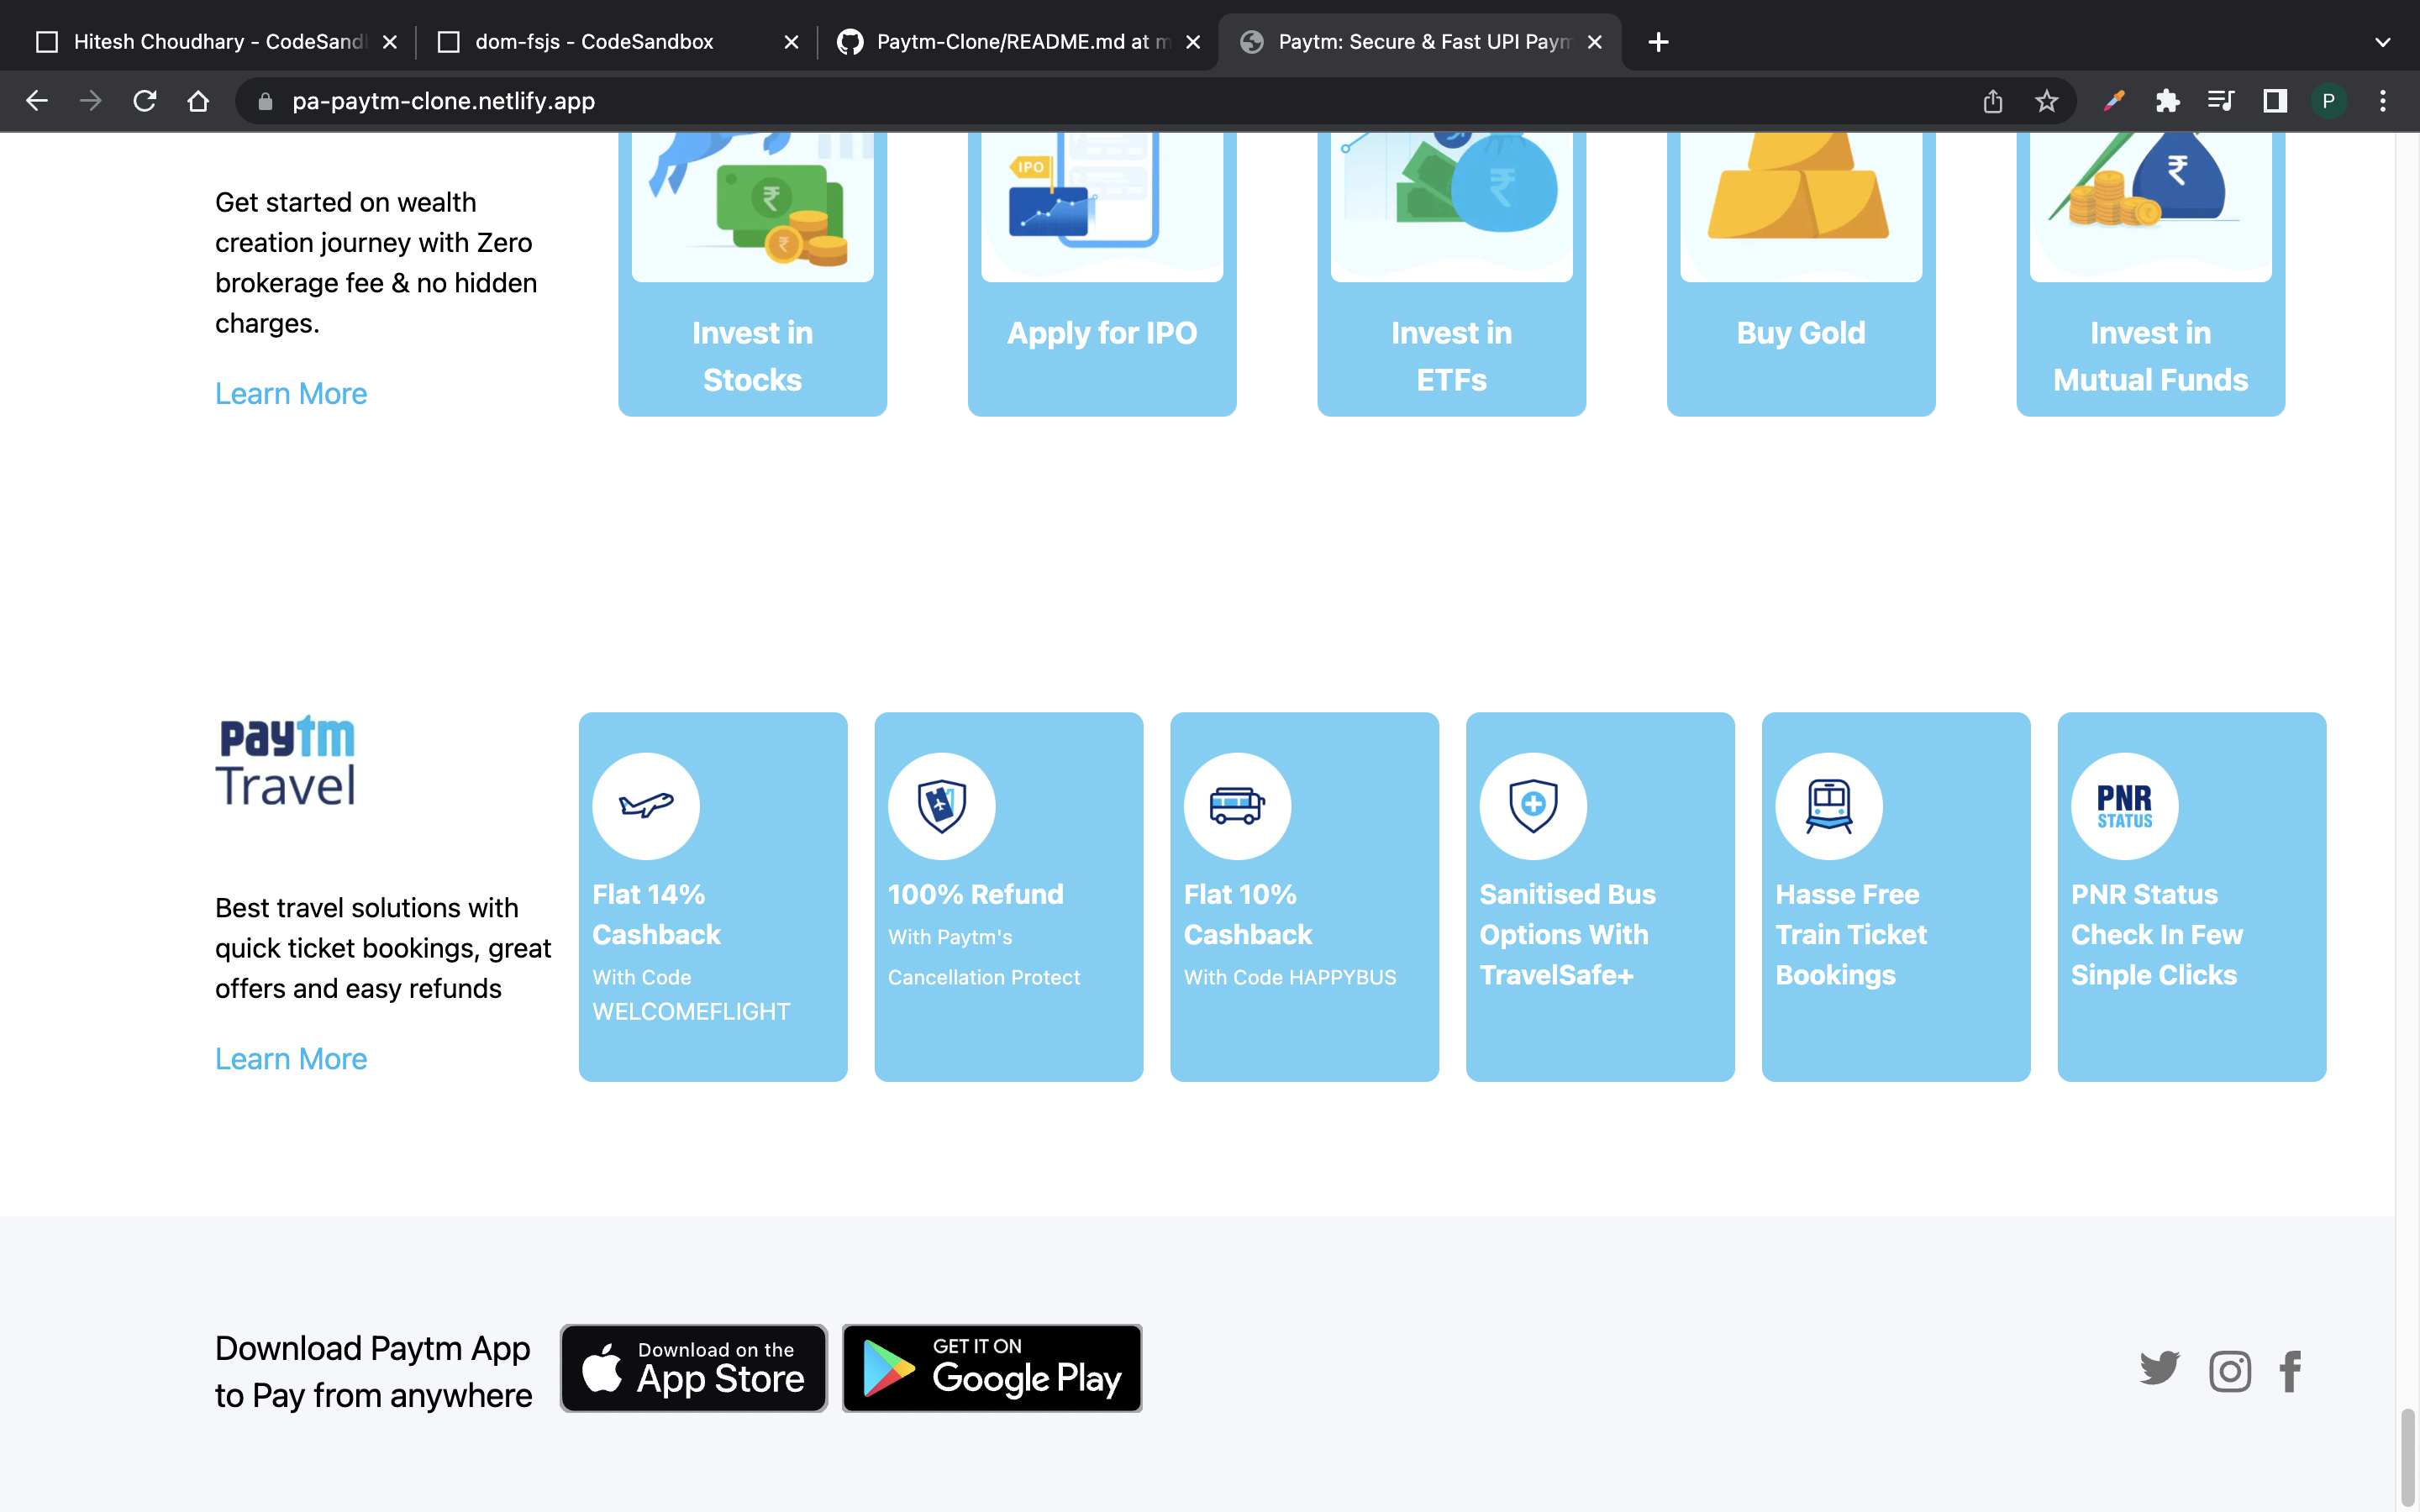 Hitesh Choudhary - CodeSand
dom-fsjs - CodeSandbox
Paytm-Clone/README.md at m
Paytm: Secure & Fast UPI Paym
pa-paytm-clone.netlify.app
P
Get started on wealth
creation journey with Zero
brokerage fee & no hidden
charges.
Learn More
₹
₹
Invest in
Stocks
IPO
Apply for IPO
₹
Invest in
ETFs
Buy Gold
₹
Invest in
Mutual Funds
paytm
Travel
Best travel solutions with
quick ticket bookings, great
offers and easy refunds
Learn More
Flat 14%
Cashback
With Code
WELCOMEFLIGHT
100% Refund
With Paytm's
Cancellation Protect
Flat 10%
Cashback
With Code HAPPYBUS
Sanitised Bus
Options With
TravelSafe+
Hasse Free
Train Ticket
Bookings
PNR
STATUS
PNR Status
Check In Few
Sinple Clicks
Download Paytm App
to Pay from anywhere
Download on the
App Store
GET IT ON
Google Play